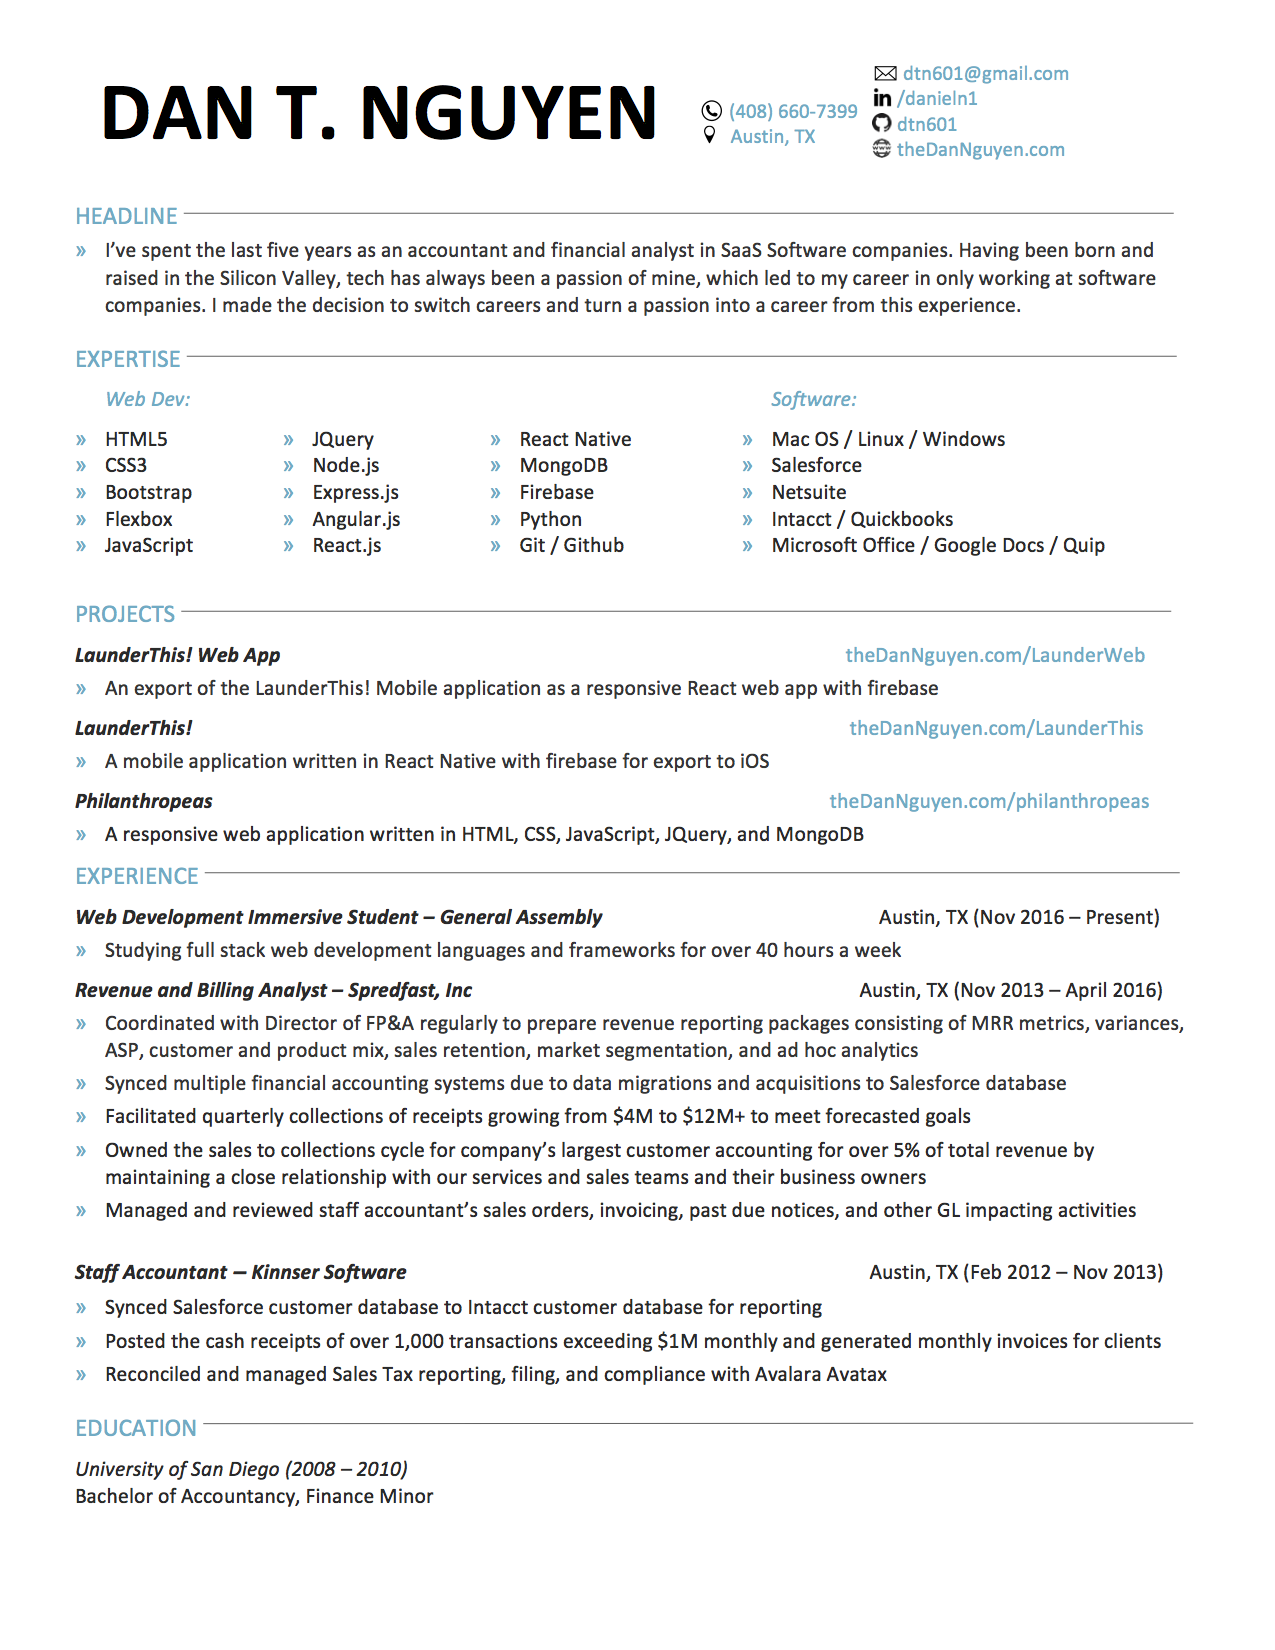 DAN T. NGUYEN
(408) 660-7399
Austin, TX
dtn601@gmail.com
/danieln1
dtn601
theDanNguyen.com
HEADLINE
» I’ve spent the last five years as an accountant and financial analyst in SaaS Software companies. Having been born and
raised in the Silicon Valley, tech has always been a passion of mine, which led to my career in only working at software
companies. I made the decision to switch careers and turn a passion into a career from this experience.
EXPERTISE
Web Dev:
» HTML5
» CSS3
» Bootstrap
» Flexbox
» JavaScript
» JQuery
» Node.js
» Express.js
» Angular.js
» React.js
» React Native
» MongoDB
» Firebase
» Python
» Git / Github
Software:
» Mac OS / Linux / Windows
» Salesforce
» Netsuite
» Intacct / Quickbooks
» Microsoft Office / Google Docs / Quip
PROJECTS
LaunderThis! Web App theDanNguyen.com/LaunderWeb
» An export of the LaunderThis! Mobile application as a responsive React web app with firebase
LaunderThis! theDanNguyen.com/LaunderThis
» A mobile application written in React Native with firebase for export to iOS
Philanthropeas theDanNguyen.com/philanthropeas
» A responsive web application written in HTML, CSS, JavaScript, JQuery, and MongoDB
EXPERIENCE
Web Development Immersive Student – General Assembly Austin, TX (Nov 2016 – Present)
» Studying full stack web development languages and frameworks for over 40 hours a week
Revenue and Billing Analyst – Spredfast, Inc Austin, TX (Nov 2013 – April 2016)
» Coordinated with Director of FP&A regularly to prepare revenue reporting packages consisting of MRR metrics, variances,
ASP, customer and product mix, sales retention, market segmentation, and ad hoc analytics
» Synced multiple financial accounting systems due to data migrations and acquisitions to Salesforce database
» Facilitated quarterly collections of receipts growing from $4M to $12M+ to meet forecasted goals
» Owned the sales to collections cycle for company’s largest customer accounting for over 5% of total revenue by
maintaining a close relationship with our services and sales teams and their business owners
» Managed and reviewed staff accountant’s sales orders, invoicing, past due notices, and other GL impacting activities
Staff Accountant – Kinnser Software Austin, TX (Feb 2012 – Nov 2013)
» Synced Salesforce customer database to Intacct customer database for reporting
» Posted the cash receipts of over 1,000 transactions exceeding $1M monthly and generated monthly invoices for clients
» Reconciled and managed Sales Tax reporting, filing, and compliance with Avalara Avatax
EDUCATION
University of San Diego (2008 – 2010)
Bachelor of Accountancy, Finance Minor